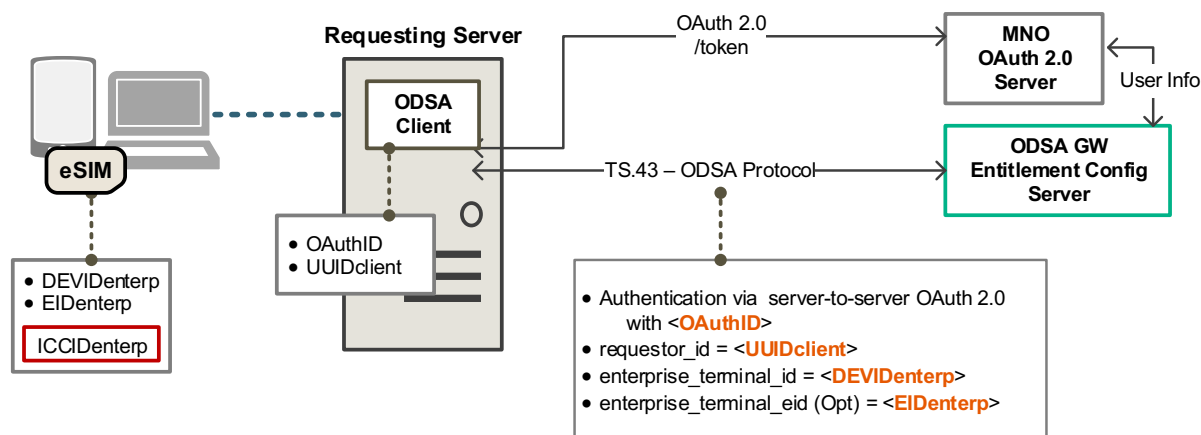 Requesting Server
OAuth 2.0
/token
MNO
OAuth 2.0
Server
User Info
ODSA
Client
ODSA GW
Entitlement Config
Server
TS.43 – ODSA Protocol
eSIM
• OAuthID
• UUIDclient
• DEVIDenterp
• EIDenterp
ICCIDenterp
• Authentication via server-to-server OAuth 2.0
with <OAuthID>
• requestor_id = <UUIDclient>
• enterprise_terminal_id = <DEVIDenterp>
• enterprise_terminal_eid (Opt) = <EIDenterp>